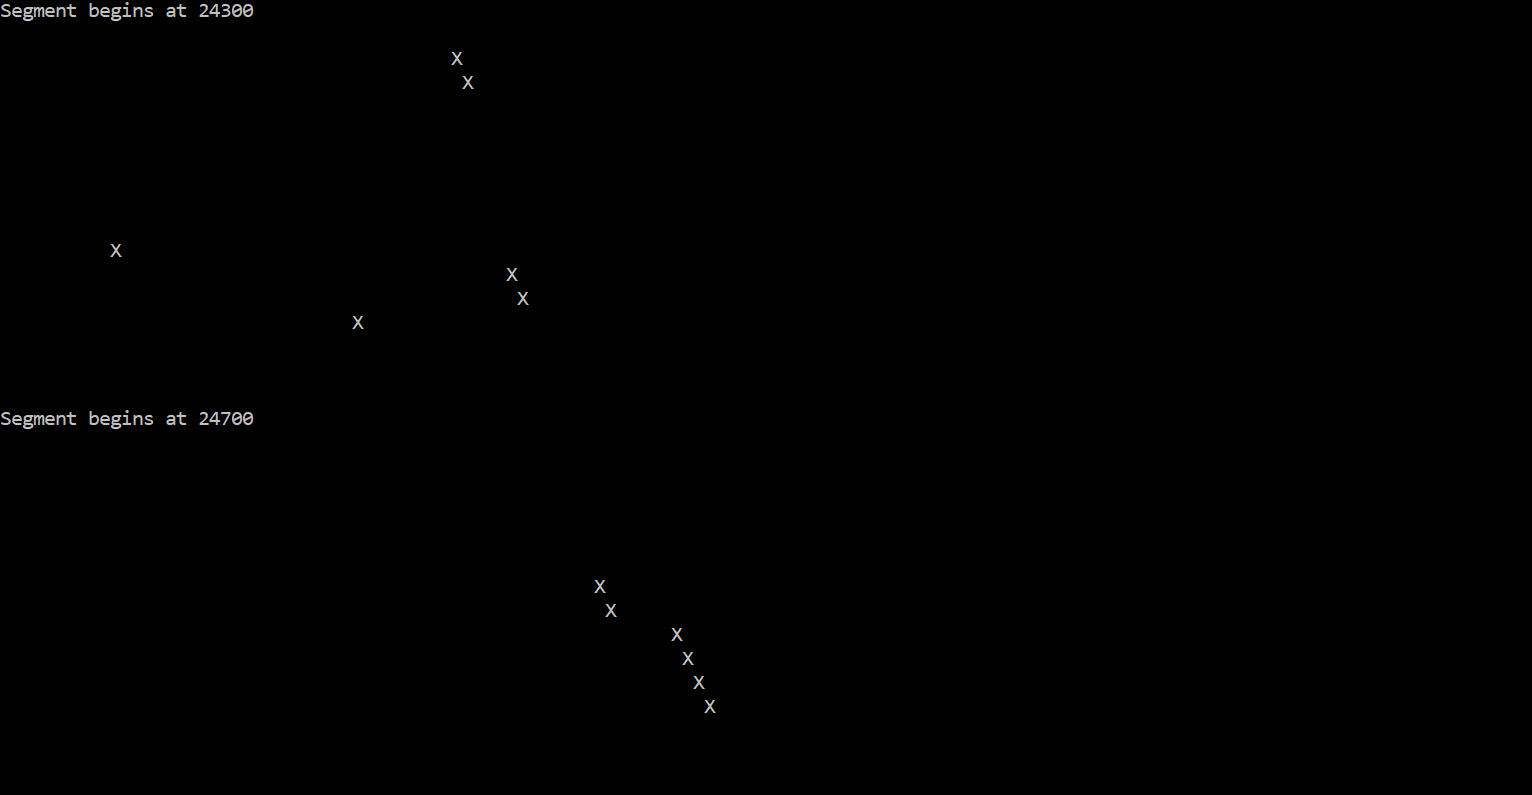 Segment begins at 24300
X
X
X
X
X
X
Segment begins at 24700
X
X
X
X
X
X